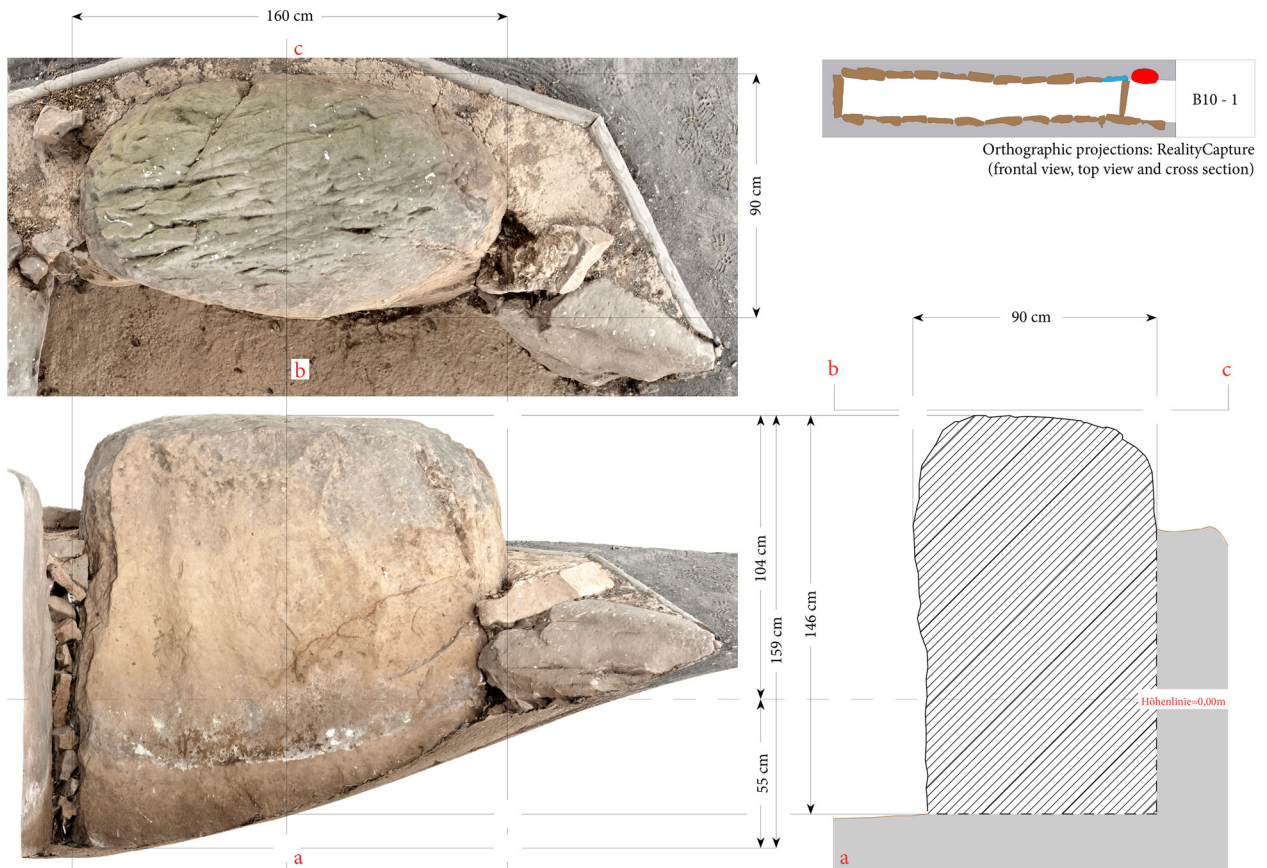 160 cm
c
90 cm
B10 - 1
Orthographic projections: RealityCapture
(frontal view, top view and cross section)
b
90 cm
b
c
104 cm
159 cm
146 cm
Höhenlinie=0,00m
55 cm
a
a